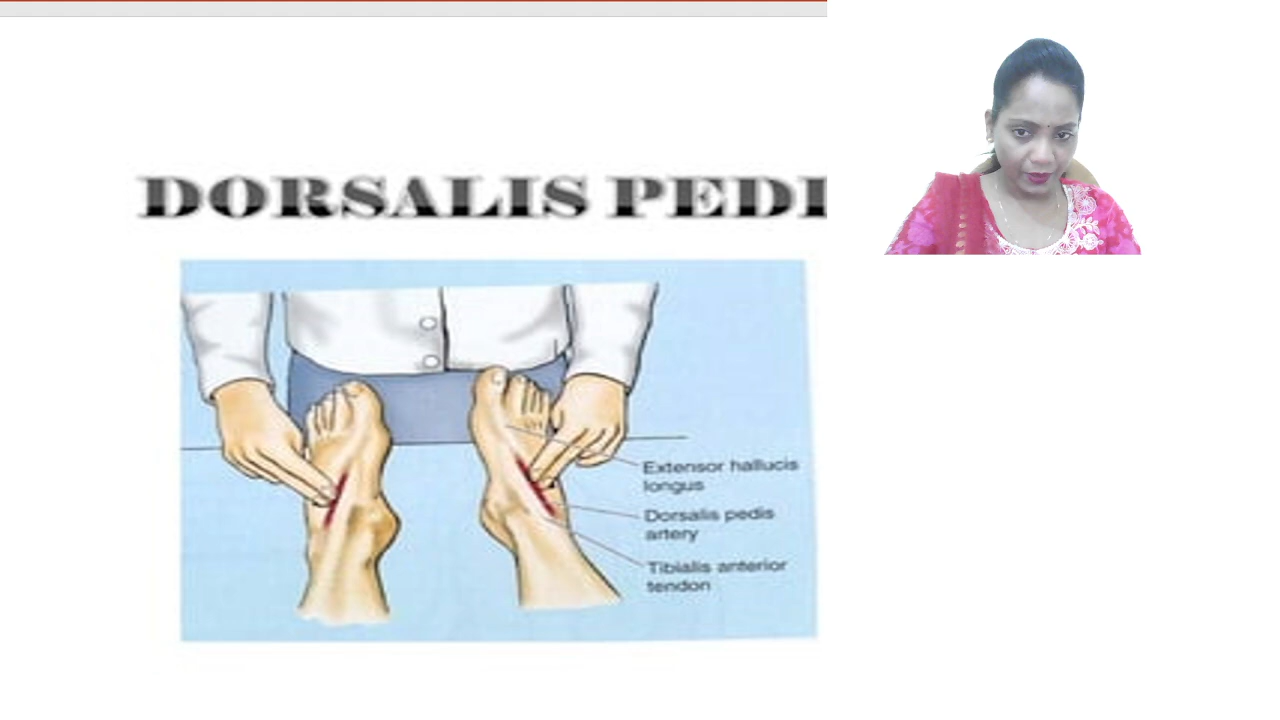 DORSALIS PEDI
Extensor hallucis
longus
Dorsalis pedis
artery
Tibialis anterior
tendon